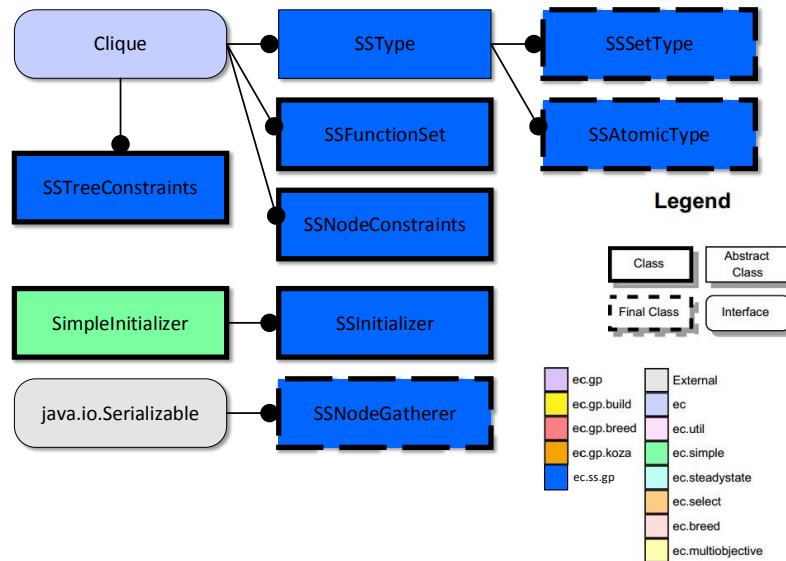 Clique
SSType
SSSetType
SSFunctionSet
SSAtomicType
SSTreeConstraints
SSNodeConstraints
SimpleInitializer
SSInitializer
java.io.Serializable
SSNodeGatherer
Legend
Class
Abstract
Class
Final Class
Interface
ec.gp
ec.gp.build
ec.gp.breed
ec.gp.koza
ec.ss.gp
External
ec
ec.util
ec.simple
ec.steadystate
ec.select
ec.breed
ec.multiobjective